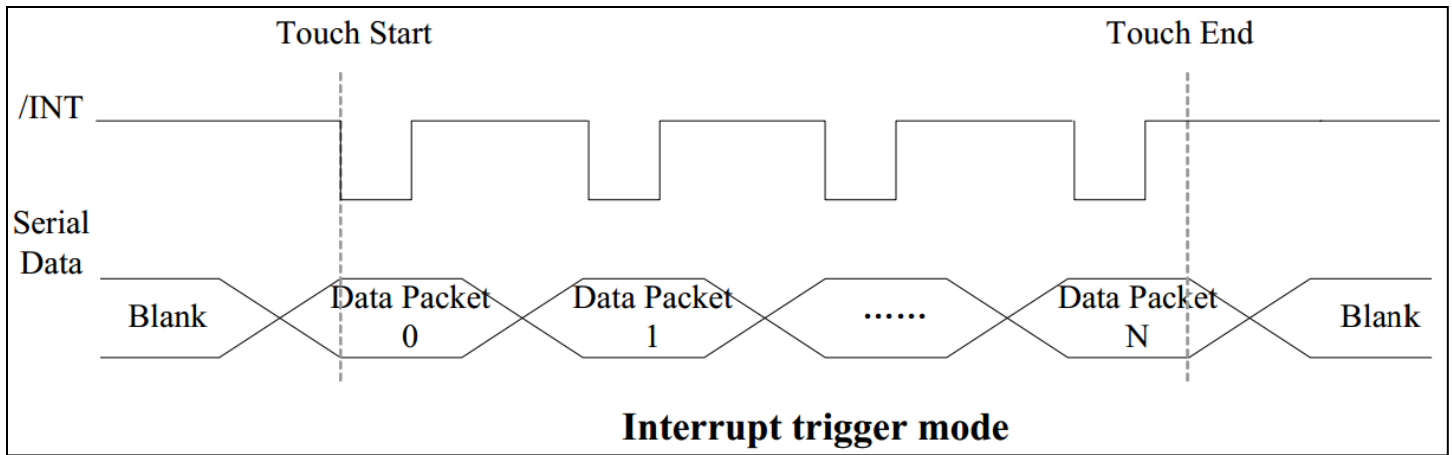 Touch Start
Touch End
/INT
Serial
Data
Blank
Data Packet
0
Data Packet
1
......
Data Packet
N
Blank
Interrupt trigger mode